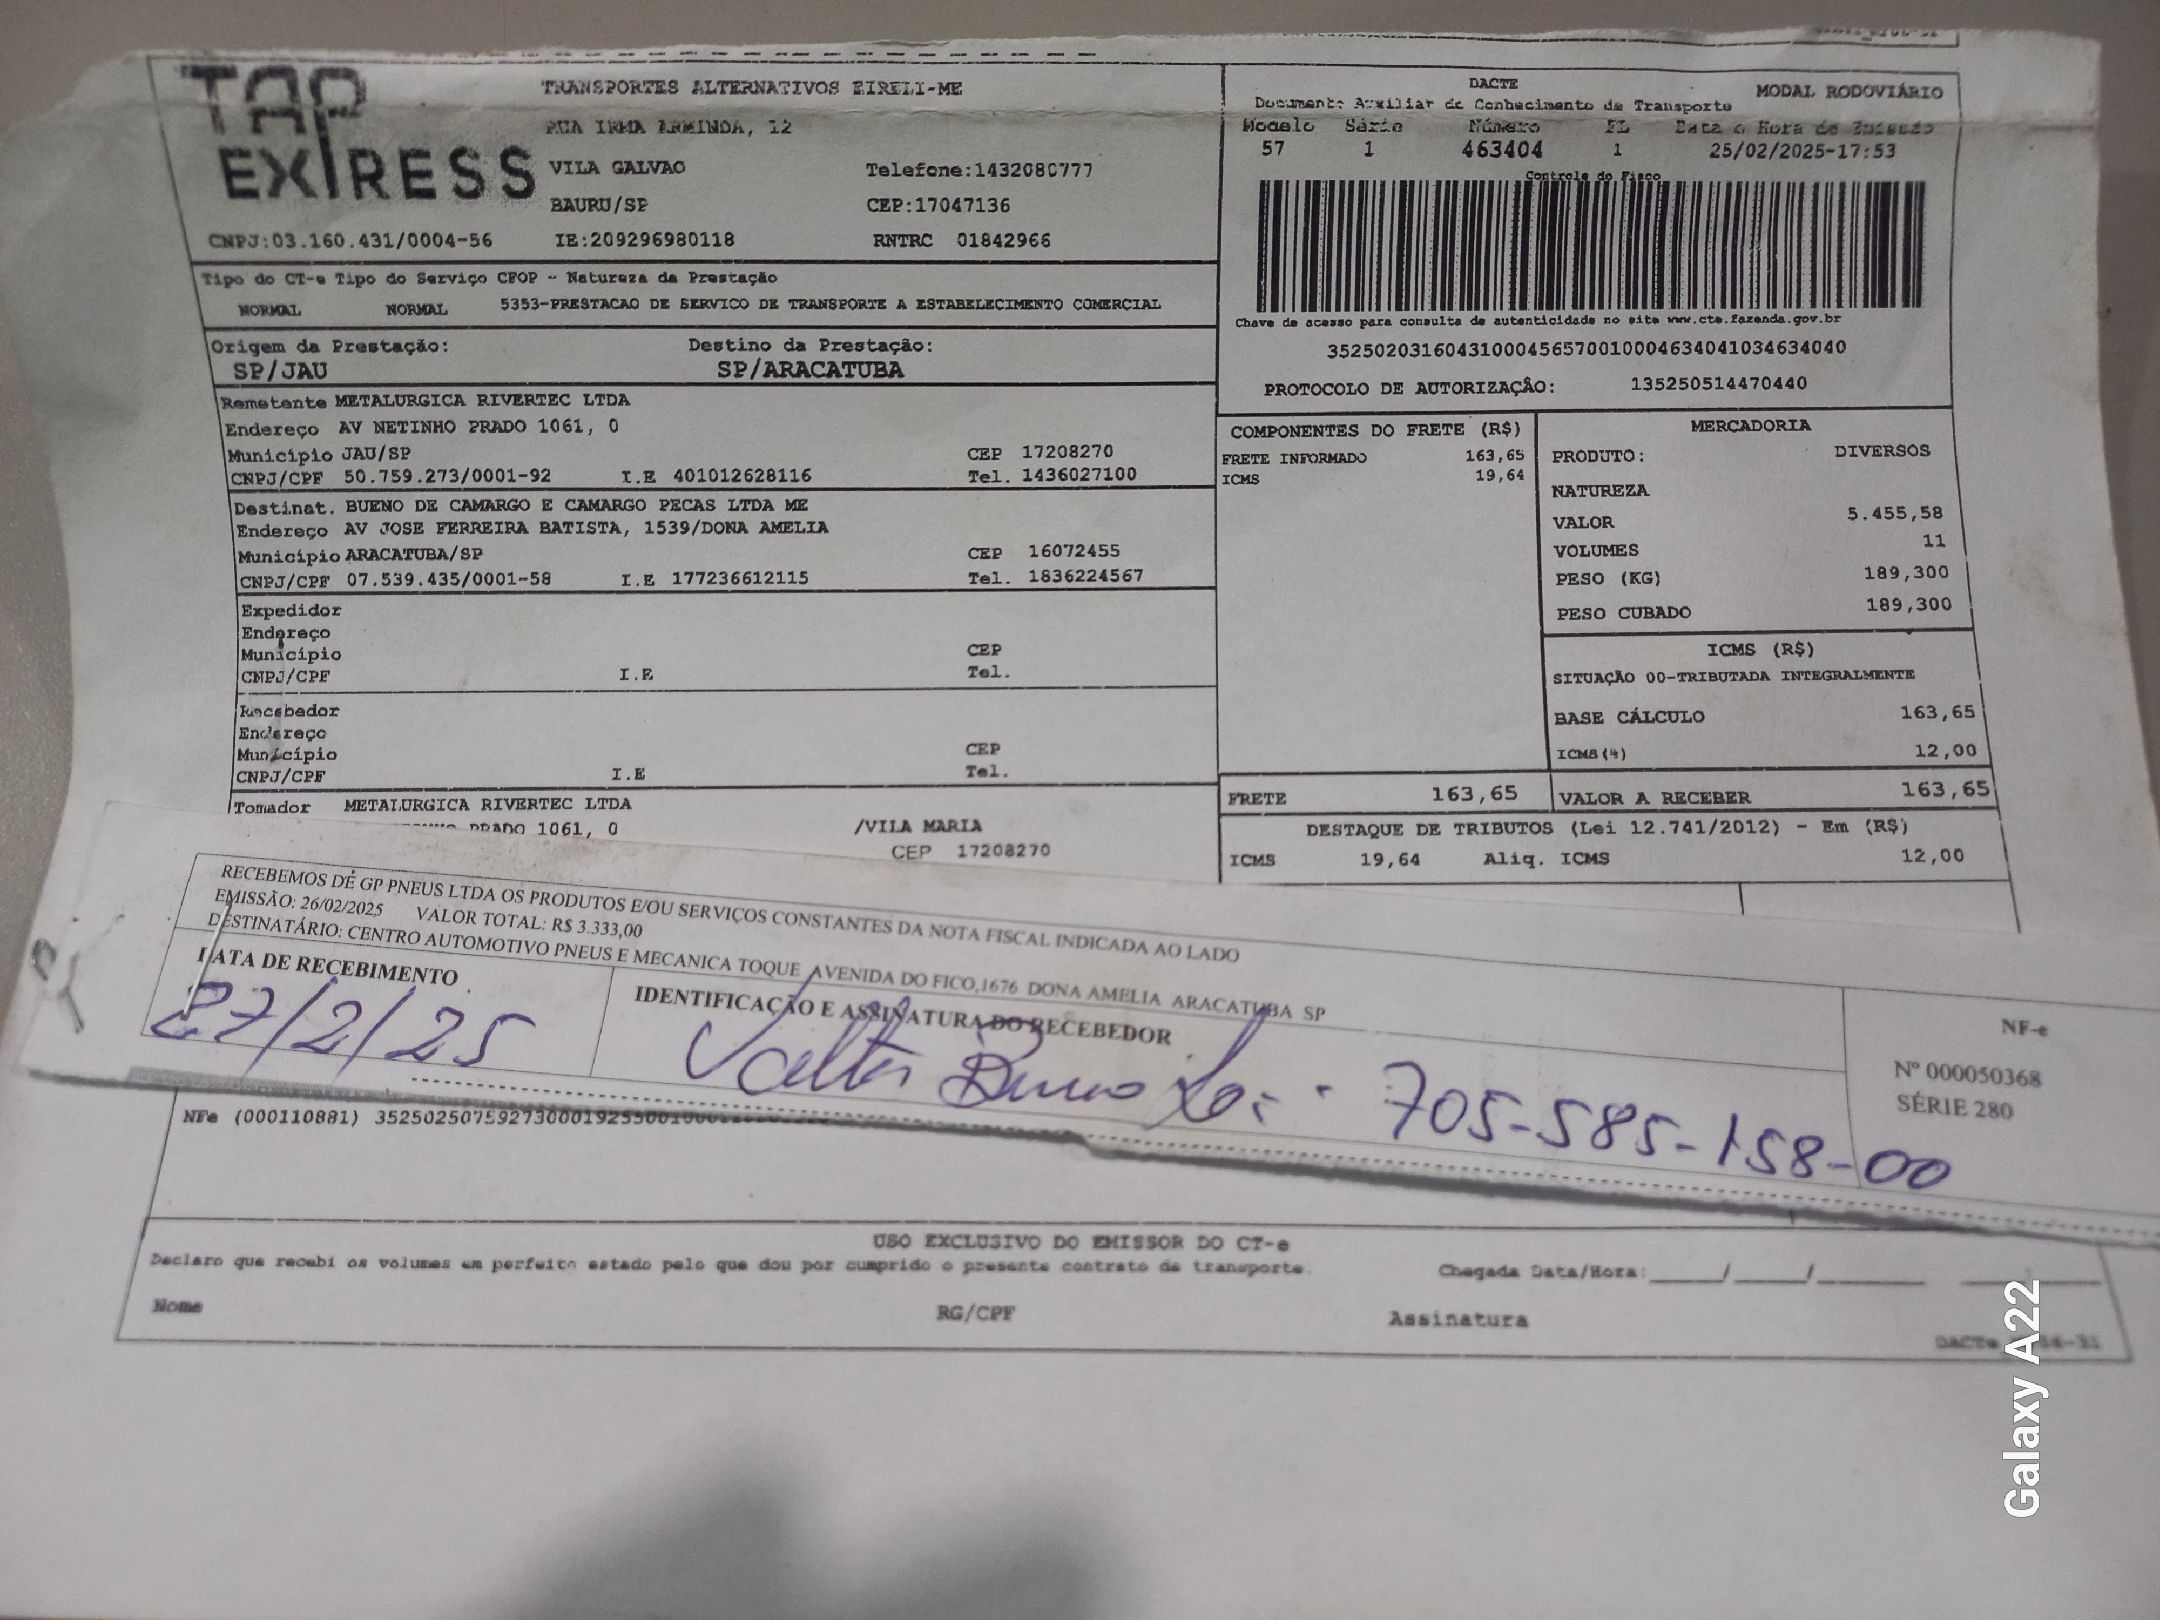 TAP EXPRESS
TRANSPORTES ALTERNATIVOS EIRELI-ME
RUA IRMA ARMINDA, 12
VILA GALVAO Telefone:1432080777
BAURU/SP CEP:17047136
CNPJ:03.160.431/0004-56 IE:209296980118 RNTRC 01842966
DACTE MODAL RODOVIÁRIO
Documento Auxiliar de Conhecimento de Transporte
Modelo Série Número FL Data e Hora de Emissão
57 1 463404 1 25/02/2025-17:53
Controle do Fisco
Chave de acesso para consulta de autenticidade no site www.cte.fazenda.gov.br
35250203160431000456570010004634041034634040
PROTOCOLO DE AUTORIZAÇÃO: 135250514470440
Tipo do CT-e Tipo do Serviço CFOP - Natureza da Prestação
NORMAL NORMAL 5353-PRESTACAO DE SERVICO DE TRANSPORTE A ESTABELECIMENTO COMERCIAL
Origem da Prestação: Destino da Prestação:
SP/JAU SP/ARACATUBA
Remetente METALURGICA RIVERTEC LTDA
Endereço AV NETINHO PRADO 1061, 0
Município JAU/SP CEP 17208270
CNPJ/CPF 50.759.273/0001-92 I.E 401012628116 Tel. 1436027100
Destinat. BUENO DE CAMARGO E CAMARGO PECAS LTDA ME
Endereço AV JOSE FERREIRA BATISTA, 1539/DONA AMELIA
Município ARACATUBA/SP CEP 16072455
CNPJ/CPF 07.539.435/0001-58 I.E 177236612115 Tel. 1836224567
Expedidor
Endereço
Município CEP
CNPJ/CPF I.E Tel.
Recebedor
Endereço
Município CEP
CNPJ/CPF I.E Tel.
Tomador METALURGICA RIVERTEC LTDA
PRADO 1061, 0 /VILA MARIA
CEP 17208270
COMPONENTES DO FRETE (R$)
FRETE INFORMADO 163,65
ICMS 19,64
MERCADORIA
PRODUTO: DIVERSOS
NATUREZA
VALOR 5.455,58
VOLUMES 11
PESO (KG) 189,300
PESO CUBADO 189,300
ICMS (R$)
SITUAÇÃO 00-TRIBUTADA INTEGRALMENTE
BASE CÁLCULO 163,65
ICMS(%) 12,00
FRETE 163,65 VALOR A RECEBER 163,65
DESTAQUE DE TRIBUTOS (Lei 12.741/2012) - Em (R$)
ICMS 19,64 Aliq. ICMS 12,00
RECEBEMOS DE GP PNEUS LTDA OS PRODUTOS E/OU SERVIÇOS CONSTANTES DA NOTA FISCAL INDICADA AO LADO
EMISSÃO: 26/02/2025 VALOR TOTAL: R$ 3.333,00
DESTINATÁRIO: CENTRO AUTOMOTIVO PNEUS E MECANICA TOQUE AVENIDA DO FICO,1676 DONA AMELIA ARACATUBA SP
DATA DE RECEBIMENTO IDENTIFICAÇÃO E ASSINATURA DO RECEBEDOR
27/2/25 705-585-158-00
NF-e
Nº 000050368
SÉRIE 280
NFe (000110881)
USO EXCLUSIVO DO EMISSOR DO CT-e
Declaro que recebi os volumes em perfeito estado pelo que dou por cumprido o presente contrato de transporte. Chegada Data/Hora:____/____/____ ____
Nome RG/CPF Assinatura
Galaxy A22